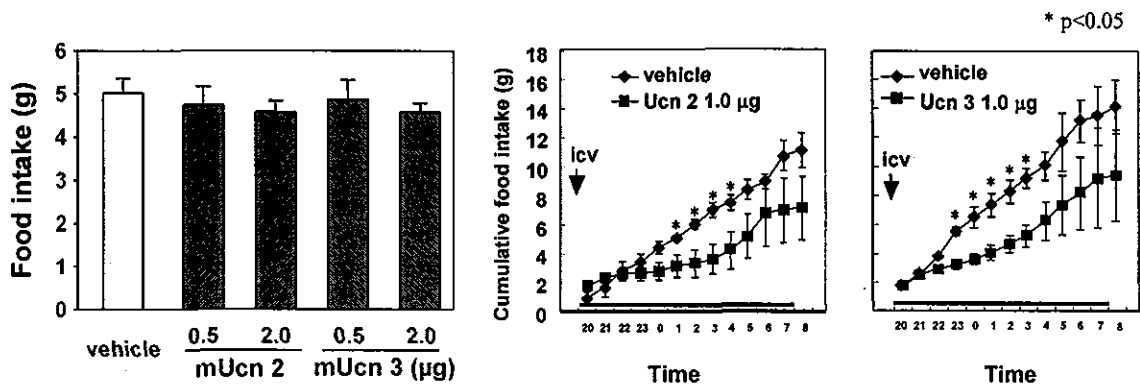 * p<0.05
Food intake (g)
6
5
4
3
2
1
0
vehicle
0.5 2.0 0.5 2.0
mUcn 2 mUcn 3 (μg)
Cumulative food intake (g)
18
16
14
12
10
8
6
4
2
0
vehicle
Ucn 2 1.0 μg
icv
* * * *
20 21 22 23 0 1 2 3 4 5 6 7 8
Time
vehicle
Ucn 3 1.0 μg
icv
* * * * *
20 21 22 23 0 1 2 3 4 5 6 7 8
Time